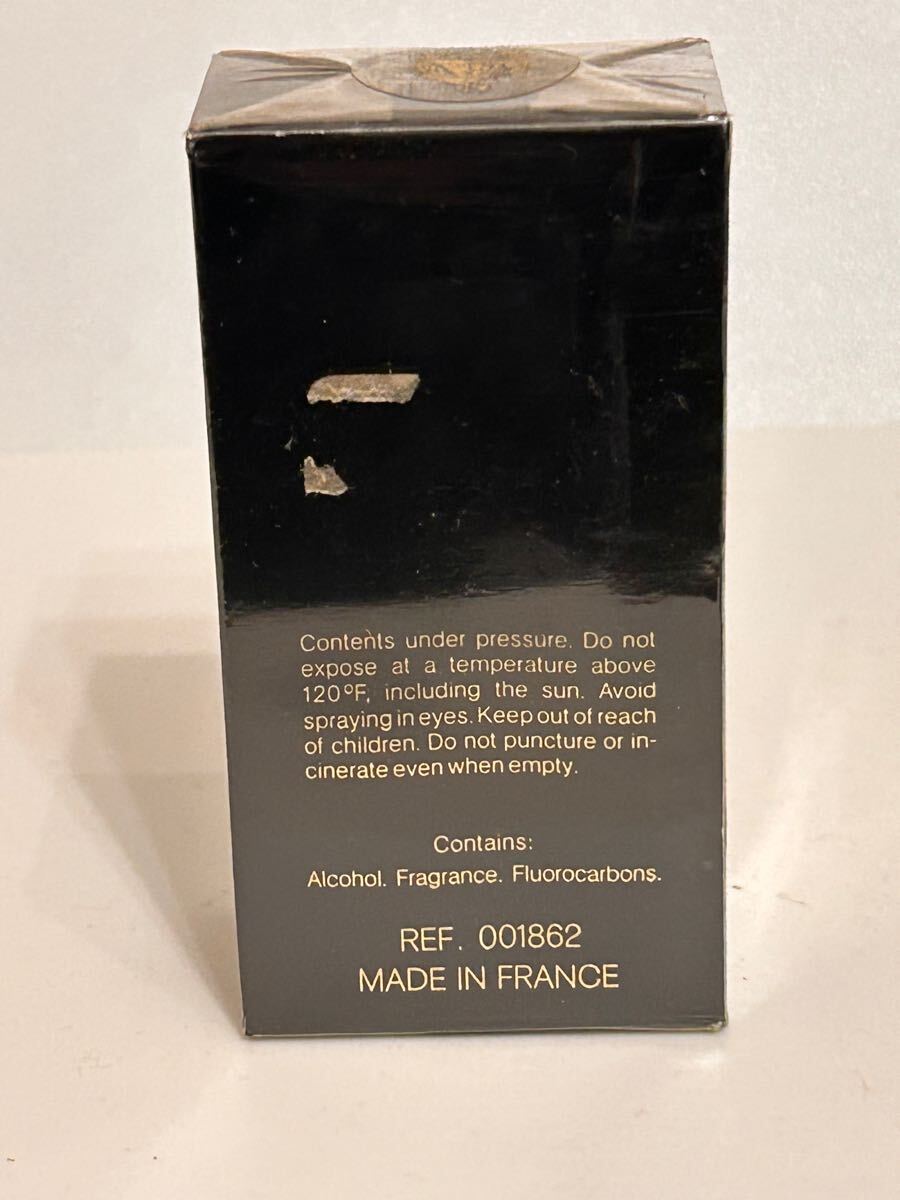 Contents under pressure. Do not
expose at a temperature above
120°F, including the sun. Avoid
spraying in eyes. Keep out of reach
of children. Do not puncture or in-
cinerate even when empty.
Contains:
Alcohol. Fragrance. Fluorocarbons.
REF. 001862
MADE IN FRANCE